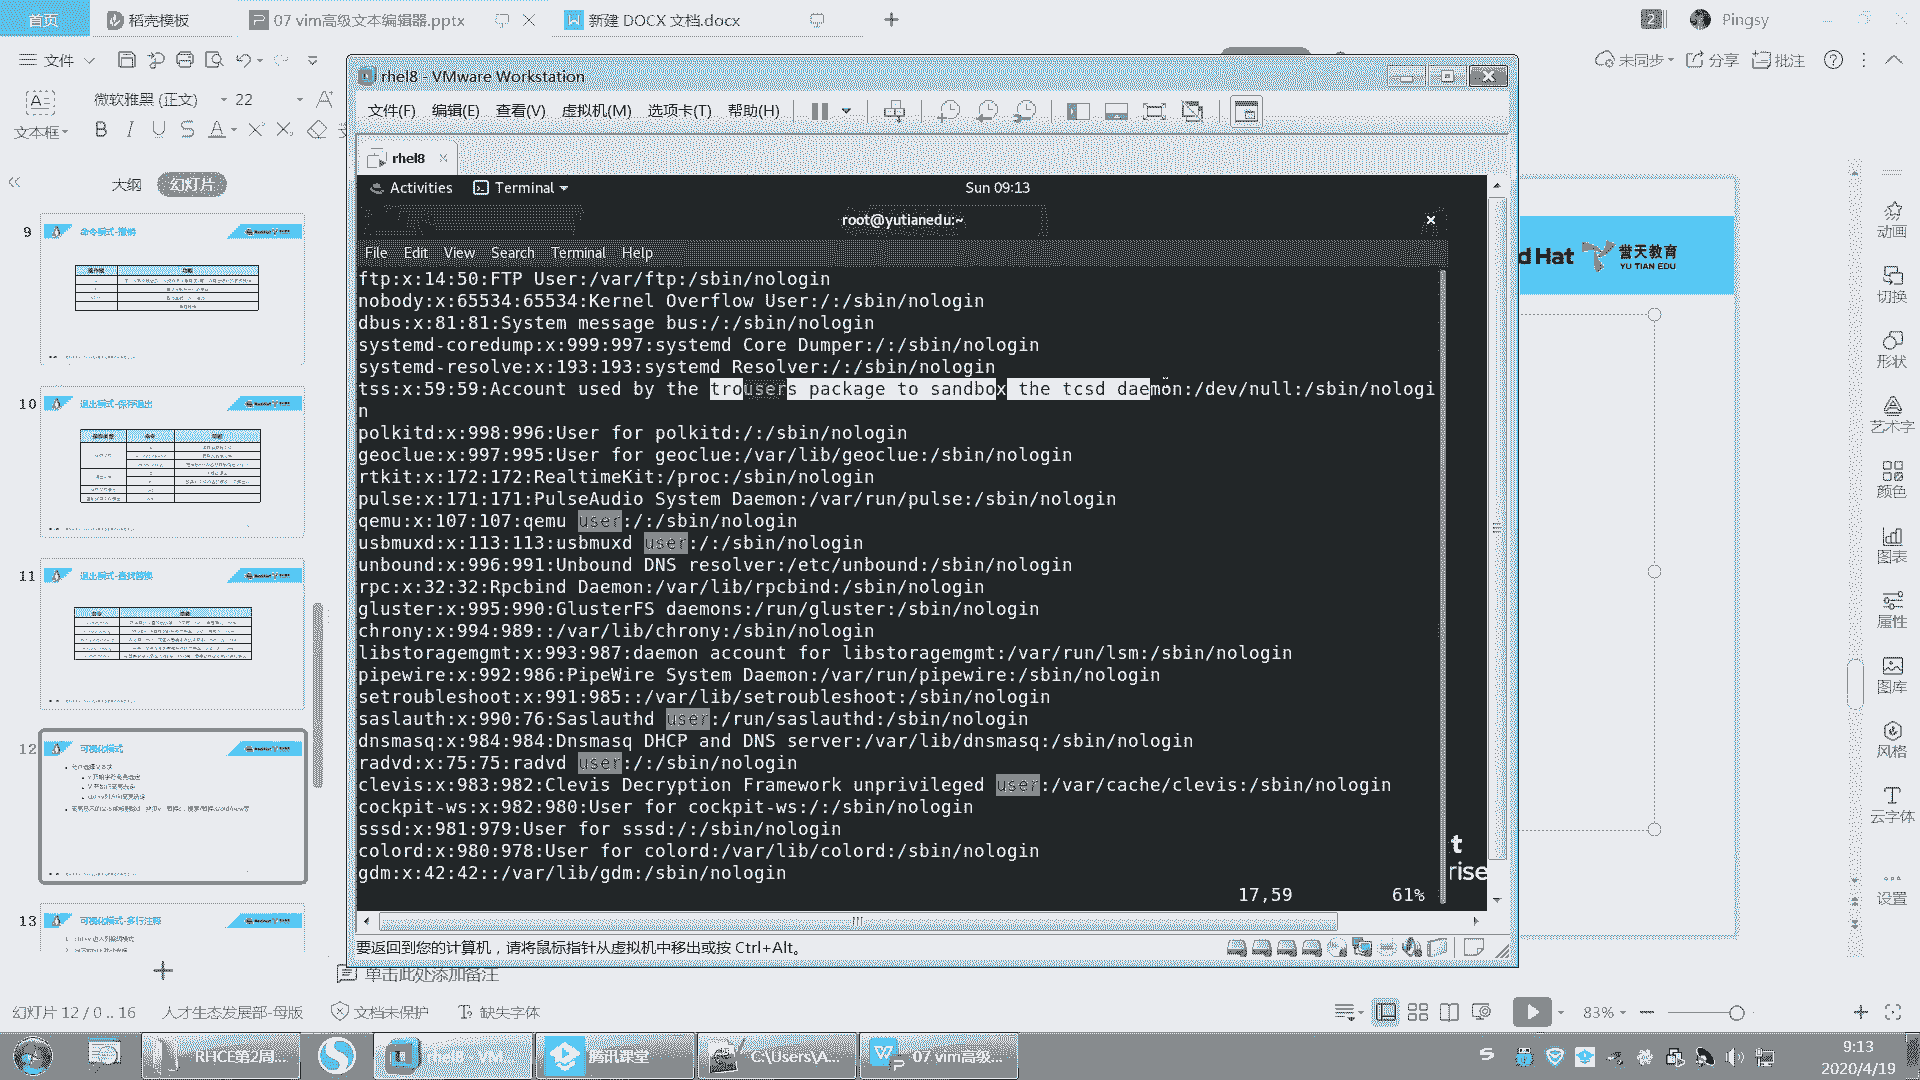 首页
稻壳模板
07 vim高级文本编辑器.pptx
新建 DOCX 文档.docx
2
Pingsy
文件
未同步
分享
批注
文本框
微软雅黑 (正文)
22
大纲
幻灯片
rhel8 - VMware Workstation
文件(F)
编辑(E)
查看(V)
虚拟机(M)
选项卡(T)
帮助(H)
rhel8
Activities
Terminal
Sun 09:13
root@yutianedu:~
File Edit View Search Terminal Help
ftp:x:14:50:FTP User:/var/ftp:/sbin/nologin
nobody:x:65534:65534:Kernel Overflow User:/:/sbin/nologin
dbus:x:81:81:System message bus:/:/sbin/nologin
systemd-coredump:x:999:997:systemd Core Dumper:/:/sbin/nologin
systemd-resolve:x:193:193:systemd Resolver:/:/sbin/nologin
tss:x:59:59:Account used by the trousers package to sandbox the tcsd daemon:/dev/null:/sbin/nologi
n
polkitd:x:998:996:User for polkitd:/:/sbin/nologin
geoclue:x:997:995:User for geoclue:/var/lib/geoclue:/sbin/nologin
rtkit:x:172:172:RealtimeKit:/proc:/sbin/nologin
pulse:x:171:171:PulseAudio System Daemon:/var/run/pulse:/sbin/nologin
qemu:x:107:107:qemu user:/:/sbin/nologin
usbmuxd:x:113:113:usbmuxd user:/:/sbin/nologin
unbound:x:996:991:Unbound DNS resolver:/etc/unbound:/sbin/nologin
rpc:x:32:32:Rpcbind Daemon:/var/lib/rpcbind:/sbin/nologin
gluster:x:995:990:GlusterFS daemons:/run/gluster:/sbin/nologin
chrony:x:994:989::/var/lib/chrony:/sbin/nologin
libstoragemgmt:x:993:987:daemon account for libstoragemgmt:/var/run/lsm:/sbin/nologin
pipewire:x:992:986:PipeWire System Daemon:/var/run/pipewire:/sbin/nologin
setroubleshoot:x:991:985::/var/lib/setroubleshoot:/sbin/nologin
saslauth:x:990:76:Saslauthd user:/run/saslauthd:/sbin/nologin
dnsmasq:x:984:984:Dnsmasq DHCP and DNS server:/var/lib/dnsmasq:/sbin/nologin
radvd:x:75:75:radvd user:/:/sbin/nologin
clevis:x:983:982:Clevis Decryption Framework unprivileged user:/var/cache/clevis:/sbin/nologin
cockpit-ws:x:982:980:User for cockpit-ws:/:/sbin/nologin
sssd:x:981:979:User for sssd:/:/sbin/nologin
colord:x:980:978:User for colord:/var/lib/colord:/sbin/nologin
gdm:x:42:42::/var/lib/gdm:/sbin/nologin
17,59
61%
t
rise
要返回到您的计算机，请将鼠标指针从虚拟机中移出或按 Ctrl+Alt。
d Hat
誉天教育
YU TIAN EDU
动画
切换
形状
艺术字
颜色
图表
属性
图库
风格
云字体
设置
9
命令模式-撤销
10
退出模式-保存退出
11
退出模式-查找替换
12
可视化模式
13
可视化模式-多行注释
单击此处添加备注
幻灯片 12 / 0 .. 16
人才生态发展部-母版
文档未保护
缺失字体
83%
RHCE第2周...
rhel8 - VM...
腾讯课堂
C:\Users\A...
07 vim高级...
9:13
2020/4/19